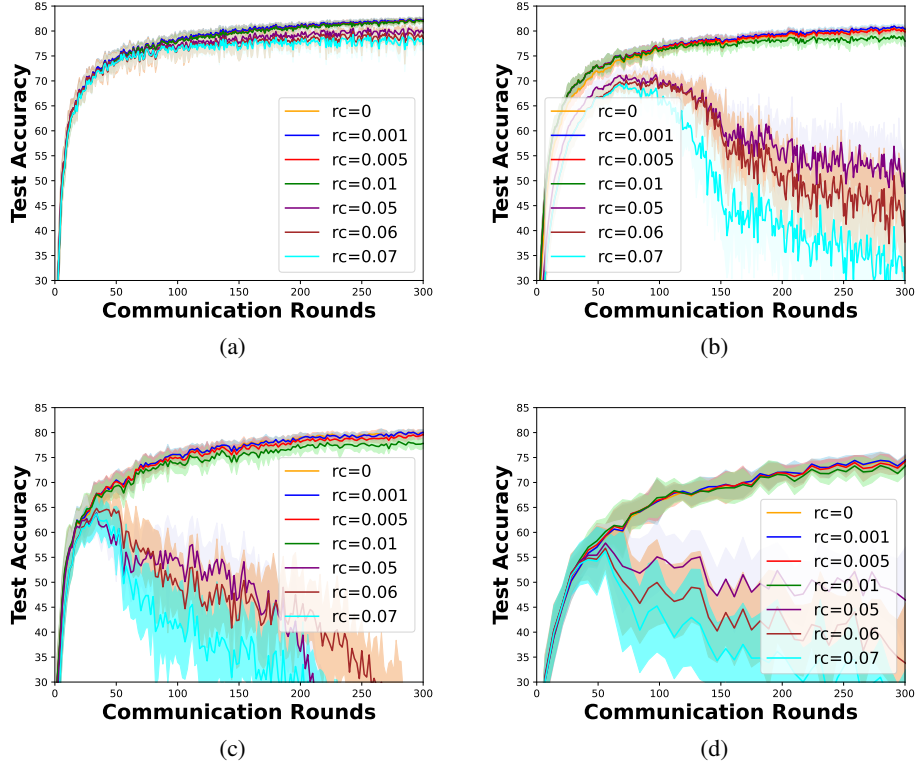 85
80
75
70
65
60
55
50
45
40
35
30
Test Accuracy
rc=0
rc=0.001
rc=0.005
rc=0.01
rc=0.05
rc=0.06
rc=0.07
0 50 100 150 200 250 300
Communication Rounds
(a)
85
80
75
70
65
60
55
50
45
40
35
30
Test Accuracy
rc=0
rc=0.001
rc=0.005
rc=0.01
rc=0.05
rc=0.06
rc=0.07
0 50 100 150 200 250 300
Communication Rounds
(b)
85
80
75
70
65
60
55
50
45
40
35
30
Test Accuracy
rc=0
rc=0.001
rc=0.005
rc=0.01
rc=0.05
rc=0.06
rc=0.07
0 50 100 150 200 250 300
Communication Rounds
(c)
85
80
75
70
65
60
55
50
45
40
35
30
Test Accuracy
rc=0
rc=0.001
rc=0.005
rc=0.01
rc=0.05
rc=0.06
rc=0.07
0 50 100 150 200 250 300
Communication Rounds
(d)